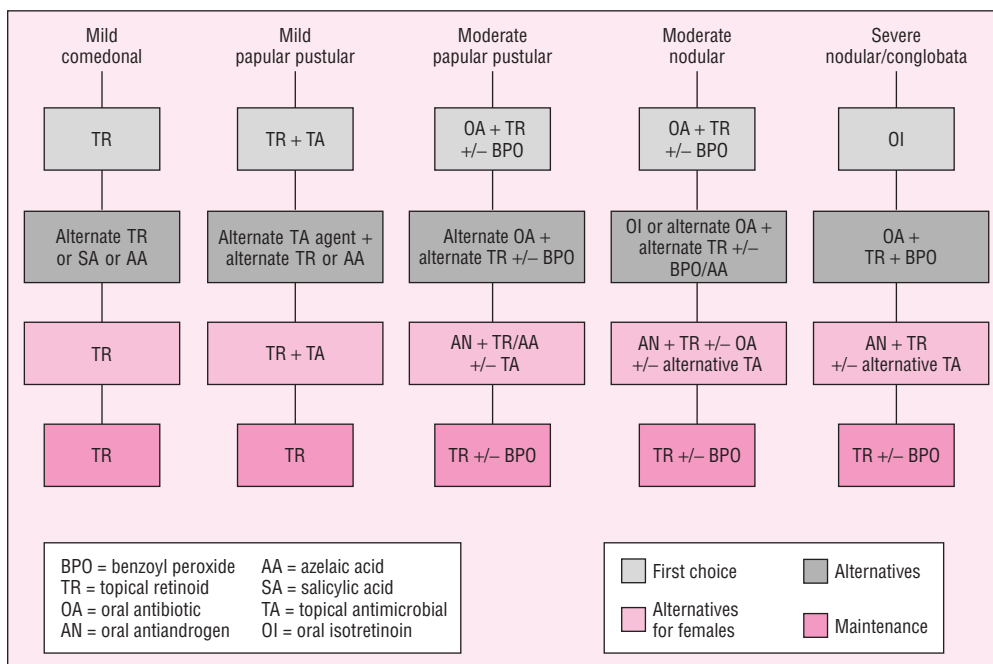 Mild
comedonal
Mild
papular pustular
Moderate
papular pustular
Moderate
nodular
Severe
nodular/conglobata
TR
TR + TA
OA + TR
+/– BPO
OA + TR
+/– BPO
OI
Alternate TR
or SA or AA
Alternate TA agent +
alternate TR or AA
Alternate OA +
alternate TR +/– BPO
OI or alternate OA +
alternate TR +/–
BPO/AA
OA +
TR + BPO
TR
TR + TA
AN + TR/AA
+/– TA
AN + TR +/– OA
+/– alternative TA
AN + TR
+/– alternative TA
TR
TR
TR +/– BPO
TR +/– BPO
TR +/– BPO
BPO = benzoyl peroxide
TR = topical retinoid
OA = oral antibiotic
AN = oral antiandrogen
AA = azelaic acid
SA = salicylic acid
TA = topical antimicrobial
OI = oral isotretinoin
First choice
Alternatives
Alternatives
for females
Maintenance